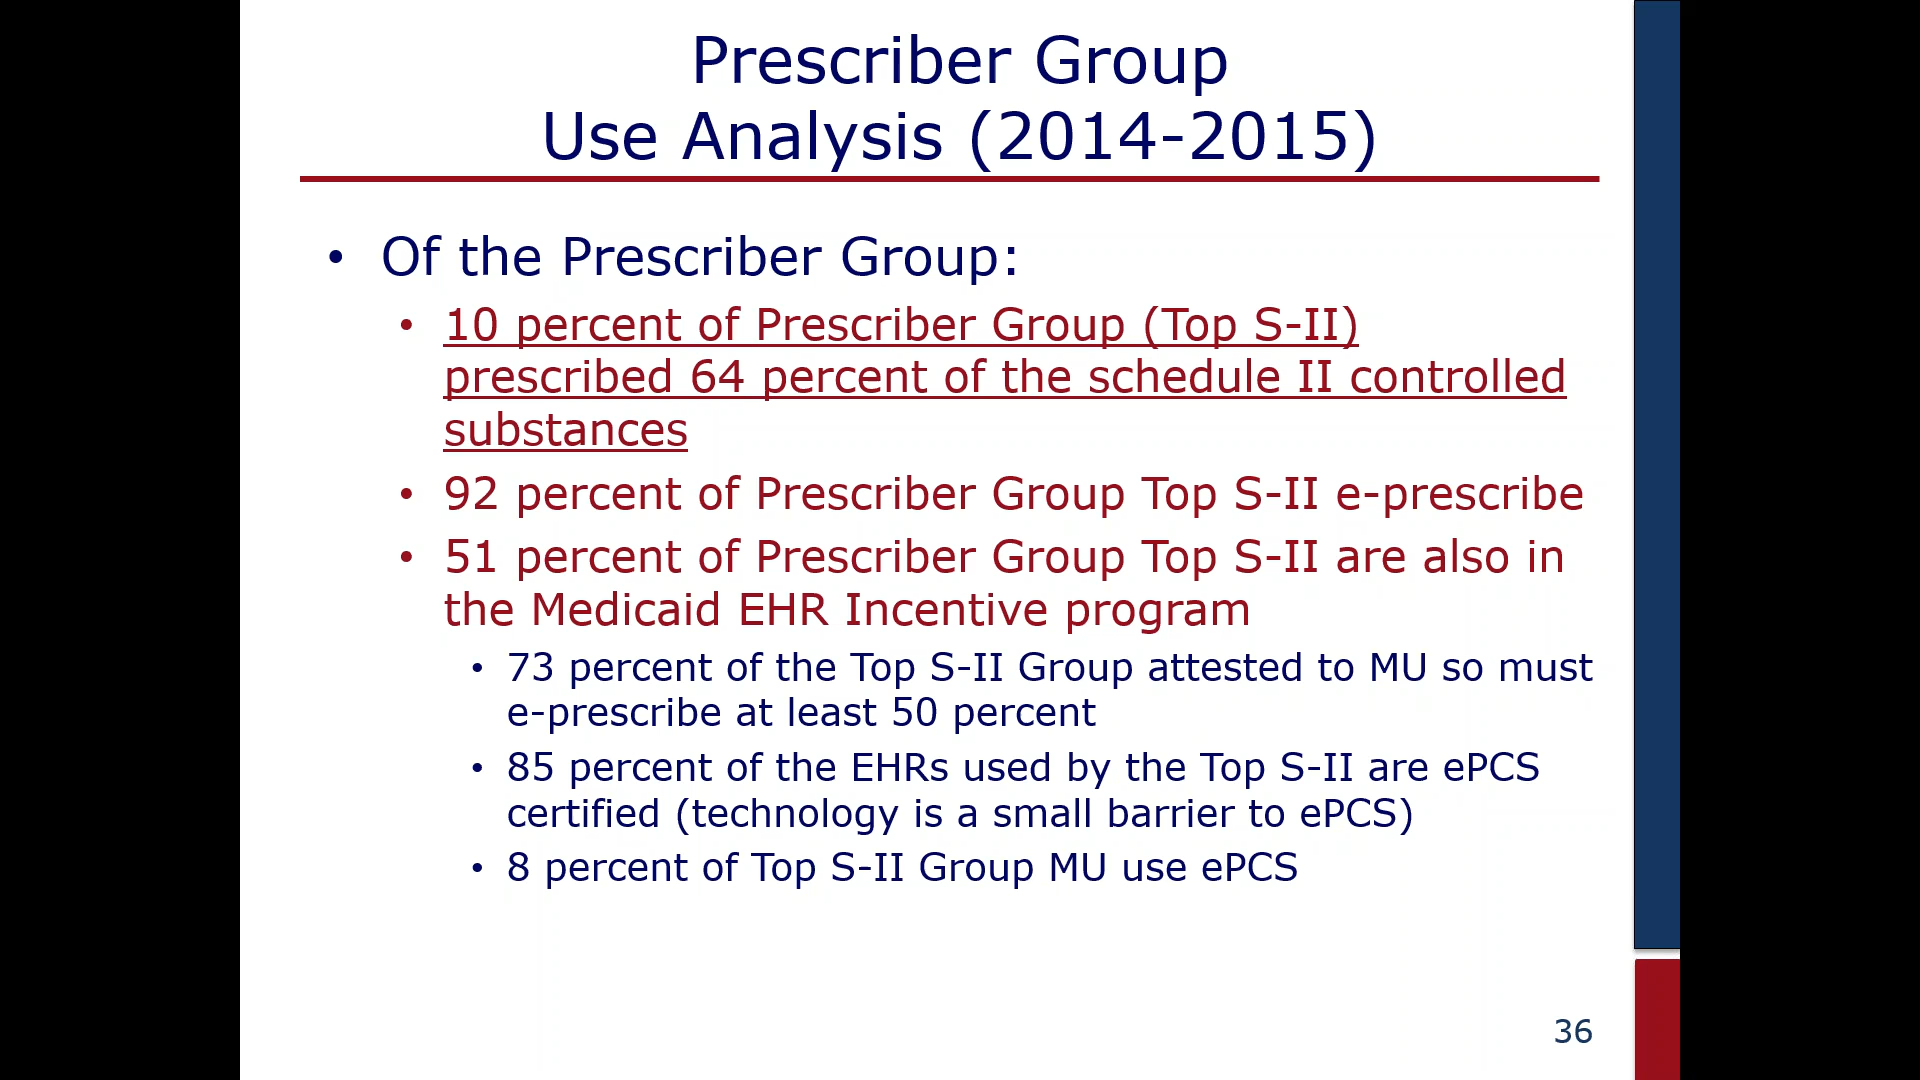 Prescriber Group
Use Analysis (2014-2015)
• Of the Prescriber Group:
• 10 percent of Prescriber Group (Top S-II)
prescribed 64 percent of the schedule II controlled
substances
• 92 percent of Prescriber Group Top S-II e-prescribe
• 51 percent of Prescriber Group Top S-II are also in
the Medicaid EHR Incentive program
• 73 percent of the Top S-II Group attested to MU so must
e-prescribe at least 50 percent
• 85 percent of the EHRs used by the Top S-II are ePCS
certified (technology is a small barrier to ePCS)
• 8 percent of Top S-II Group MU use ePCS
36